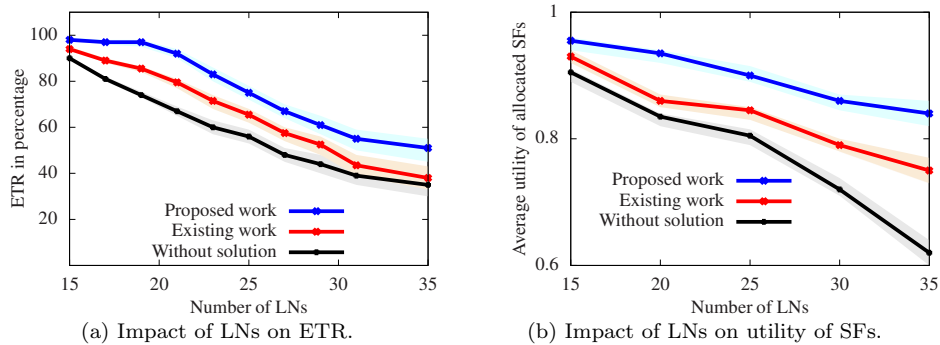 ETR in percentage
100
80
60
40
20
Proposed work
Existing work
Without solution
15 20 25 30 35
Number of LNs
(a) Impact of LNs on ETR.
Average utility of allocated SFs
1
0.8
0.6
Proposed work
Existing work
Without solution
15 20 25 30 35
Number of LNs
(b) Impact of LNs on utility of SFs.